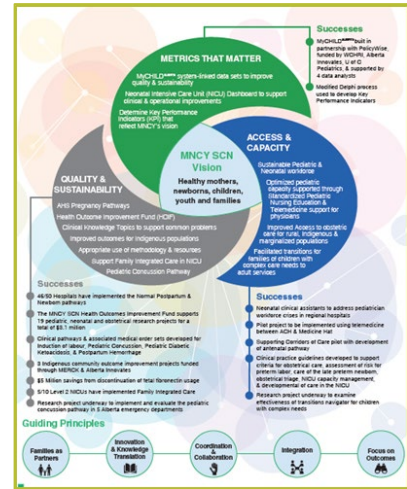 METRICS THAT MATTER
MyCHILD system-linked data sets to improve
quality & sustainability
Neonatal Intensive Care Unit (NICU) Dashboard to support
clinical & operational improvements
Determine Key Performance
Indicators (KPI) that
reflect MNCY's vision
Successes
MyCHILD built in
partnership with PolicyWise,
funded by WCHRI, Alberta
Innovates, U of C
Pediatrics, & supported by
4 data analysts
Modified Delphi process
used to develop Key
Performance Indicators
MNCY SCN
Vision
Healthy mothers,
newborns, children,
youth and families
ACCESS &
CAPACITY
Sustainable Pediatric &
Neonatal workforce
Optimized pediatric
capacity supported through
Standardized Pediatric
Nursing Education &
Telemedicine support for
physicians
Improved Access to obstetric
care for rural, Indigenous &
marginalized populations
Facilitated transitions for
families of children with
complex care needs to
adult services
QUALITY &
SUSTAINABILITY
AHS Pregnancy Pathways
Health Outcome Improvement Fund (HOIF)
Clinical Knowledge Topics to support common problems
Improved outcomes for Indigenous populations
Appropriate use of methodology & resources
Support Family Integrated Care in NICU
Pediatric Concussion Pathway
Successes
Hospitals have implemented the Normal Postpartum &
Newborn pathways
The MNCY SCN Health Outcomes Improvement Fund supports
19 pediatric, neonatal and obstetrical research projects for a
total of $3.1 million
Clinical pathways & associated medical order sets developed for
Induction of labour, Pediatric Concussion, Pediatric Diabetic
Ketoacidosis, & Postpartum Hemorrhage
Indigenous community outcome improvement projects funded
through MERCK & Alberta Innovates
$5 Million savings from discontinuation of fetal fibronectin usage
5/10 Level 2 NICUs have implemented Family Integrated Care
Research project underway to implement and evaluate the pediatric
concussion pathway in 5 Alberta emergency departments
Successes
Neonatal clinical assistants to address pediatrician
workforce crises in regional hospitals
Pilot project to be implemented using telemedicine
between ACH & Medicine Hat
Supporting Corridors of Care pilot with development
of antenatal pathway
Clinical practice guidelines developed to support
criteria for obstetrical care, assessment of risk for
preterm labor, care of the late preterm newborn,
obstetrical triage, NICU capacity management,
& developmental of care in the NICU
Research project underway to examine
effectiveness of transitions navigator for children
with complex needs
Guiding Principles
Families as
Partners
Innovation
& Knowledge
Translation
Coordination
& Collaboration
Integration
Focus on
Outcomes